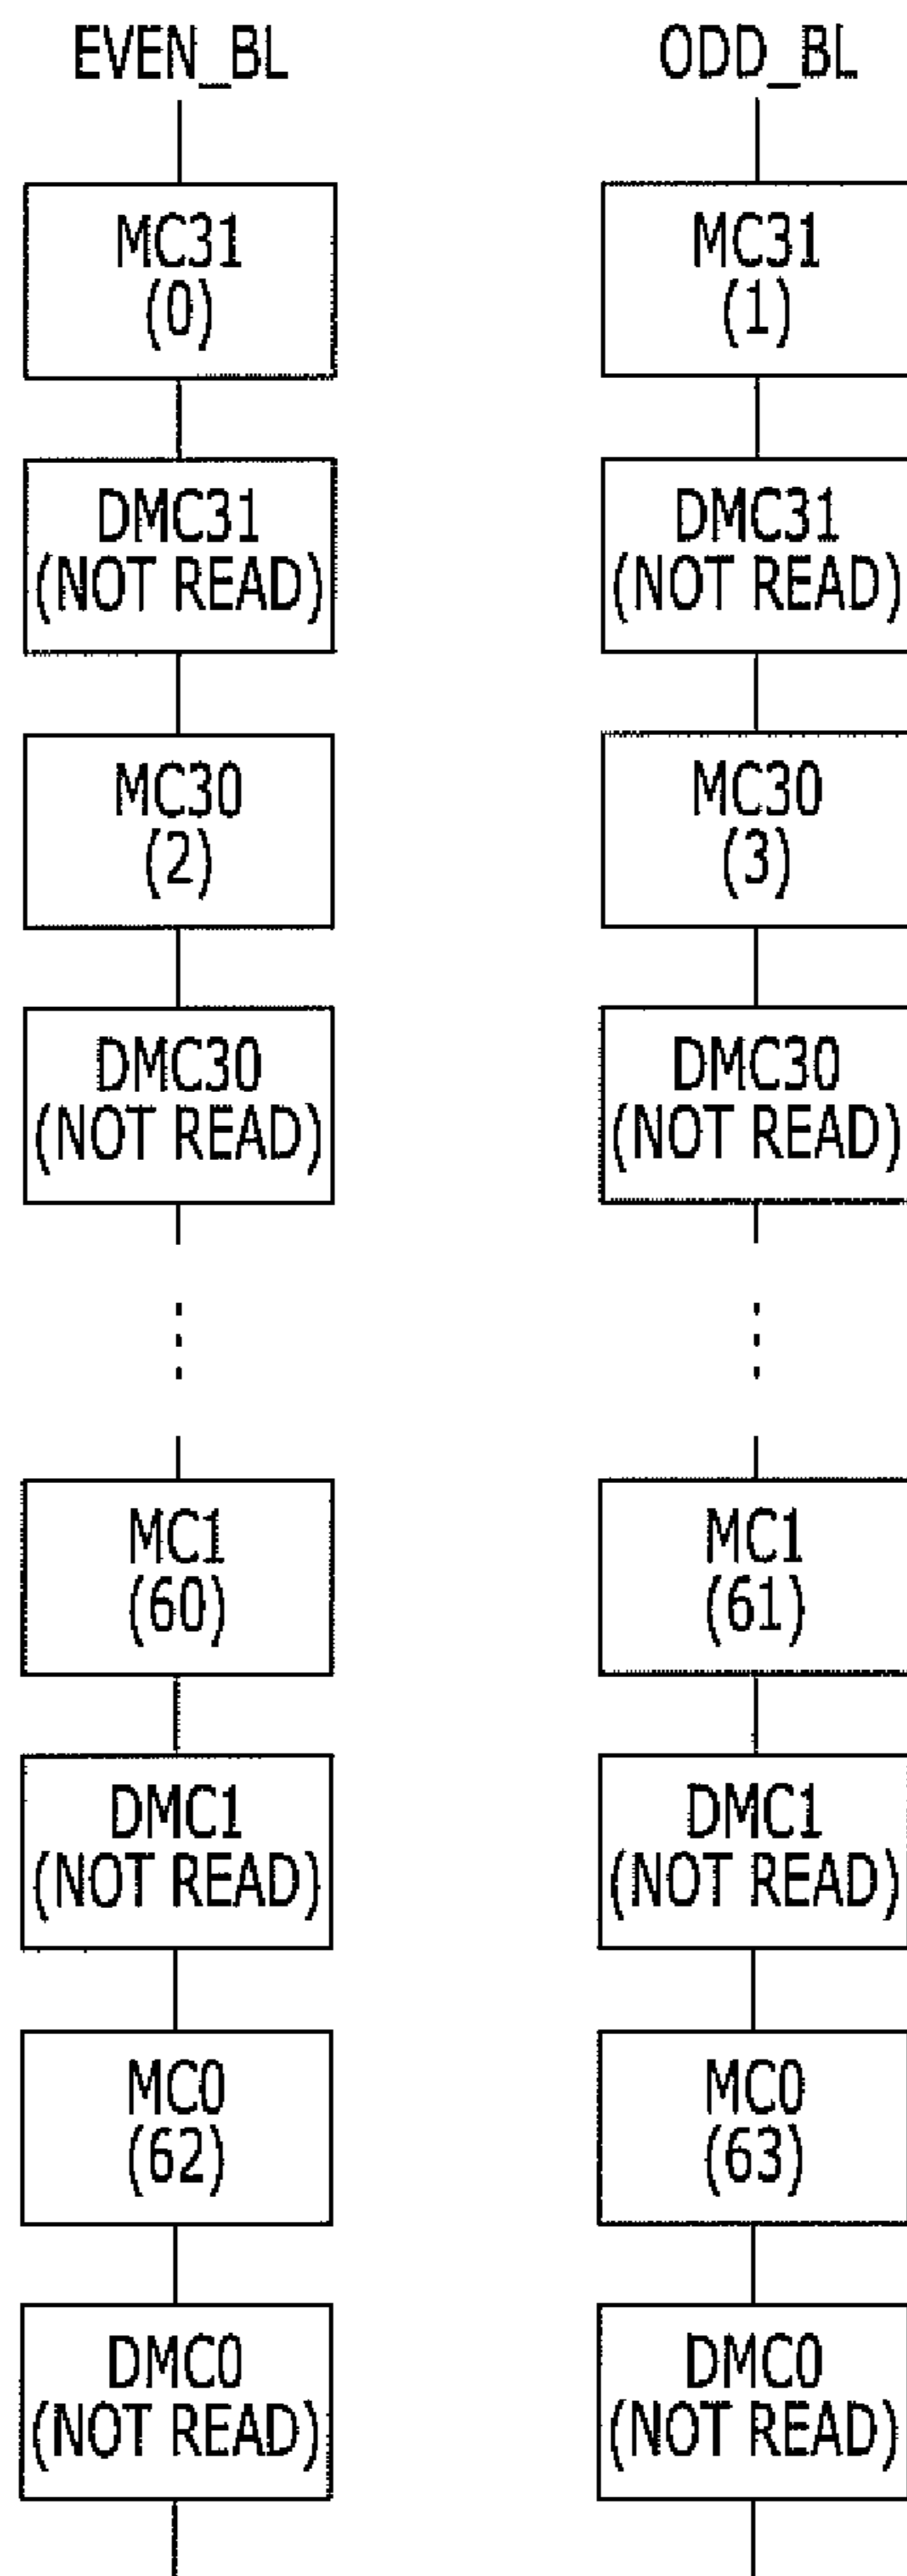 EVEN_BL
ODD_BL
MC31
(0)
MC31
(1)
DMC31
(NOT READ)
DMC31
(NOT READ)
MC30
(2)
MC30
(3)
DMC30
(NOT READ)
DMC30
(NOT READ)
MC1
(60)
MC1
(61)
DMC1
(NOT READ)
DMC1
(NOT READ)
MC0
(62)
MC0
(63)
DMC0
(NOT READ)
DMC0
(NOT READ)